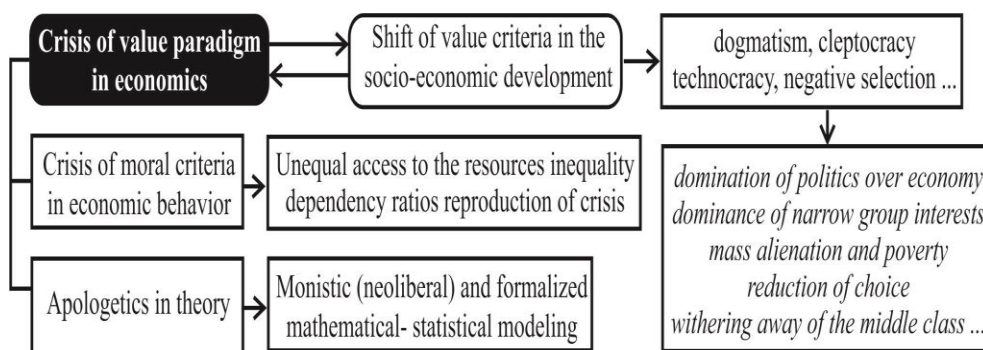 Crisis of value paradigm
in economics
Shift of value criteria in the
socio-economic development
dogmatism, cleptocracy
technocracy, negative selection ...
Crisis of moral criteria
in economic behavior
Unequal access to the resources inequality
dependency ratios reproduction of crisis
domination of politics over economy
dominance of narrow group interests
mass alienation and poverty
reduction of choice
withering away of the middle class ...
Apologetics in theory
Monistic (neoliberal) and formalized
mathematical- statistical modeling